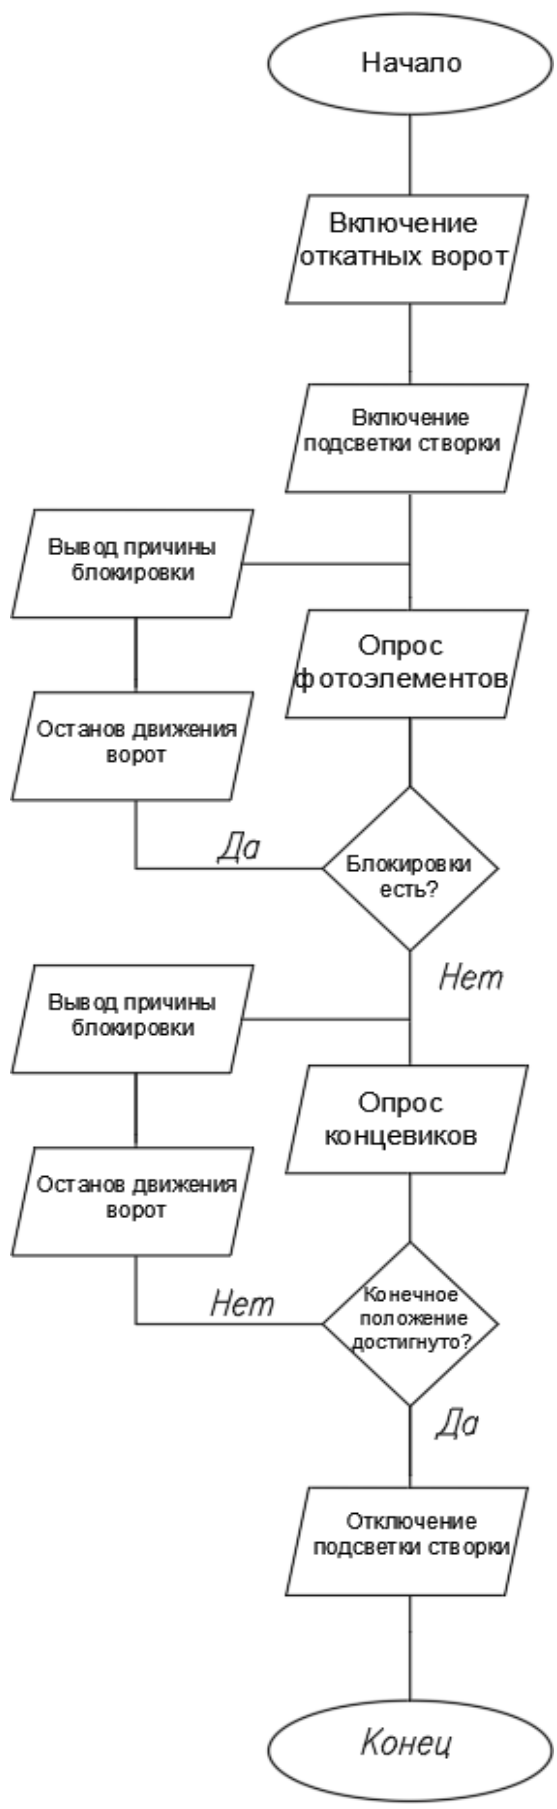 Начало
Включение
откатных ворот
Включение
подсветки створки
Вывод причины
блокировки
Опрос
фотоэлементов
Останов движения
ворот
Да
Блокировки
есть?
Нет
Вывод причины
блокировки
Опрос
концевиков
Останов движения
ворот
Нет
Конечное
положение
достигнуто?
Да
Отключение
подсветки створки
Конец